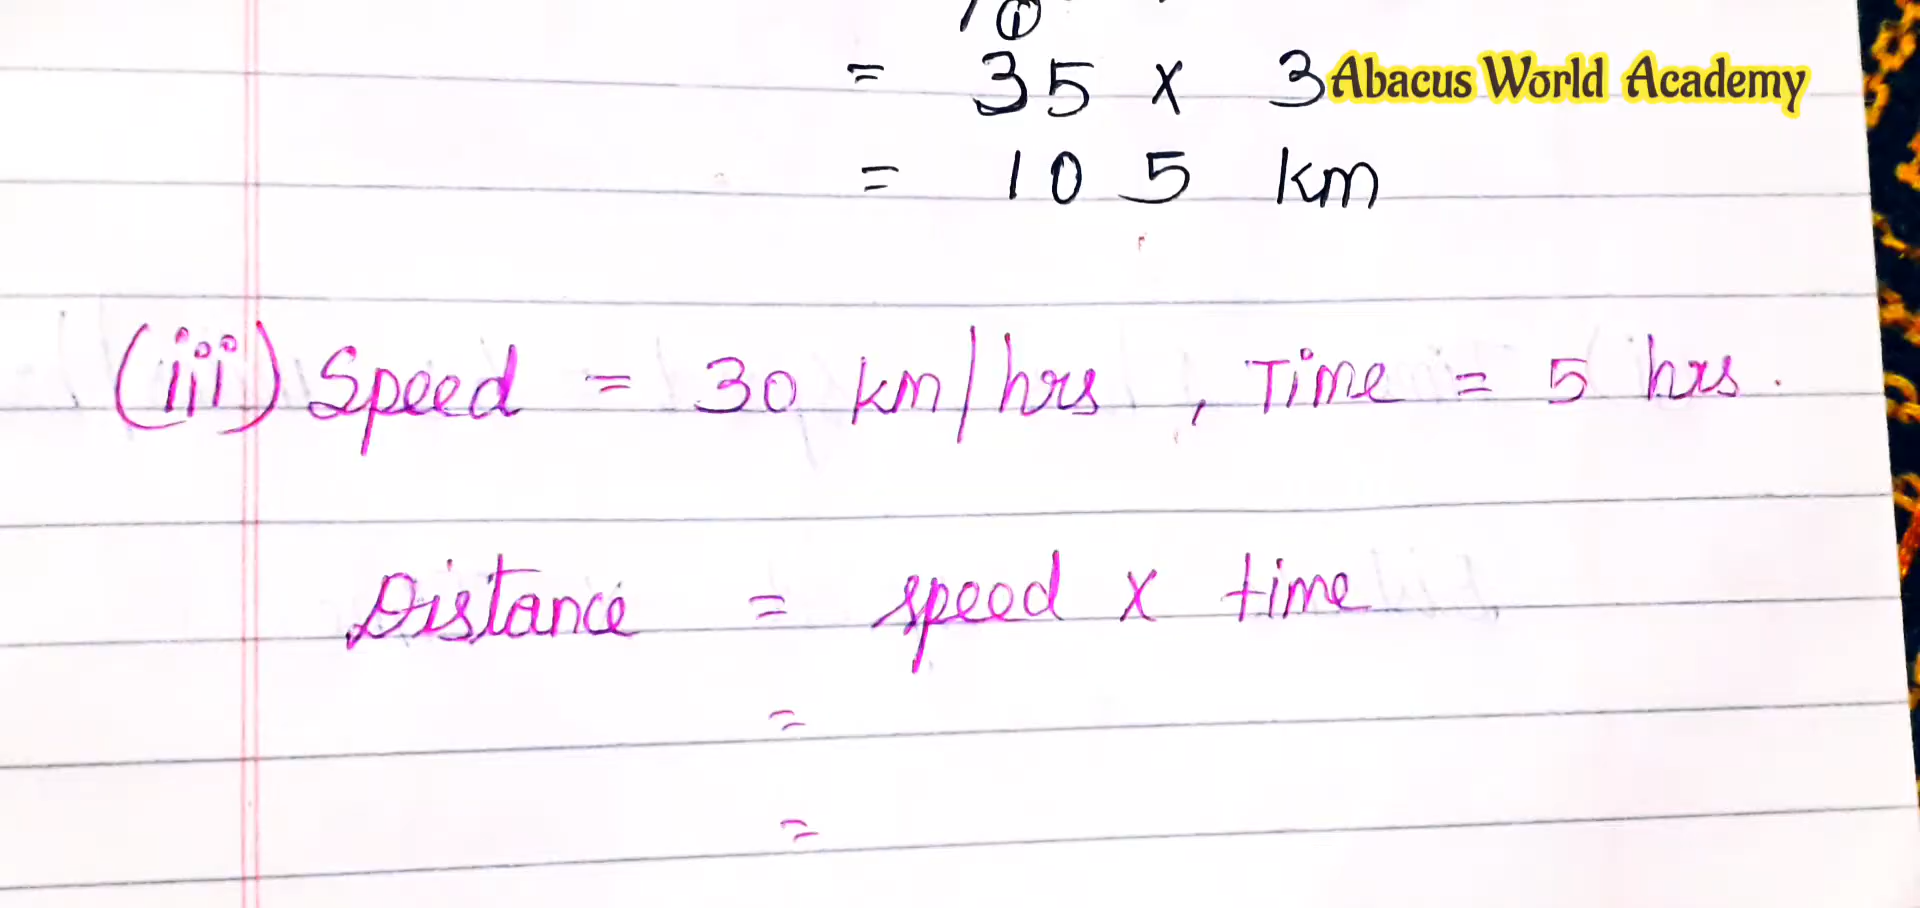 = 35 x 3 Abacus World Academy
= 105 km
(iii) Speed = 30 km/hrs , Time = 5 hrs.
Distance = speed x time
=
=